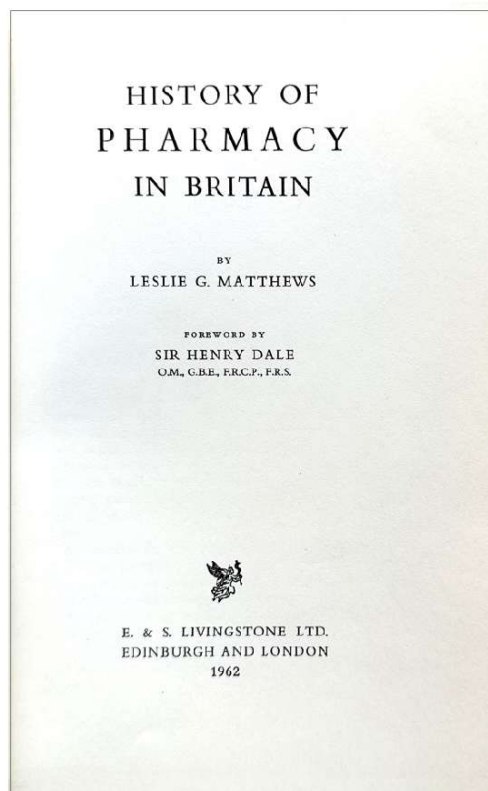 HISTORY OF
PHARMACY
IN BRITAIN
BY
LESLIE G. MATTHEWS
FOREWORD BY
SIR HENRY DALE
O.M., G.B.E., F.R.C.P., F.R.S.
E. & S. LIVINGSTONE LTD.
EDINBURGH AND LONDON
1962